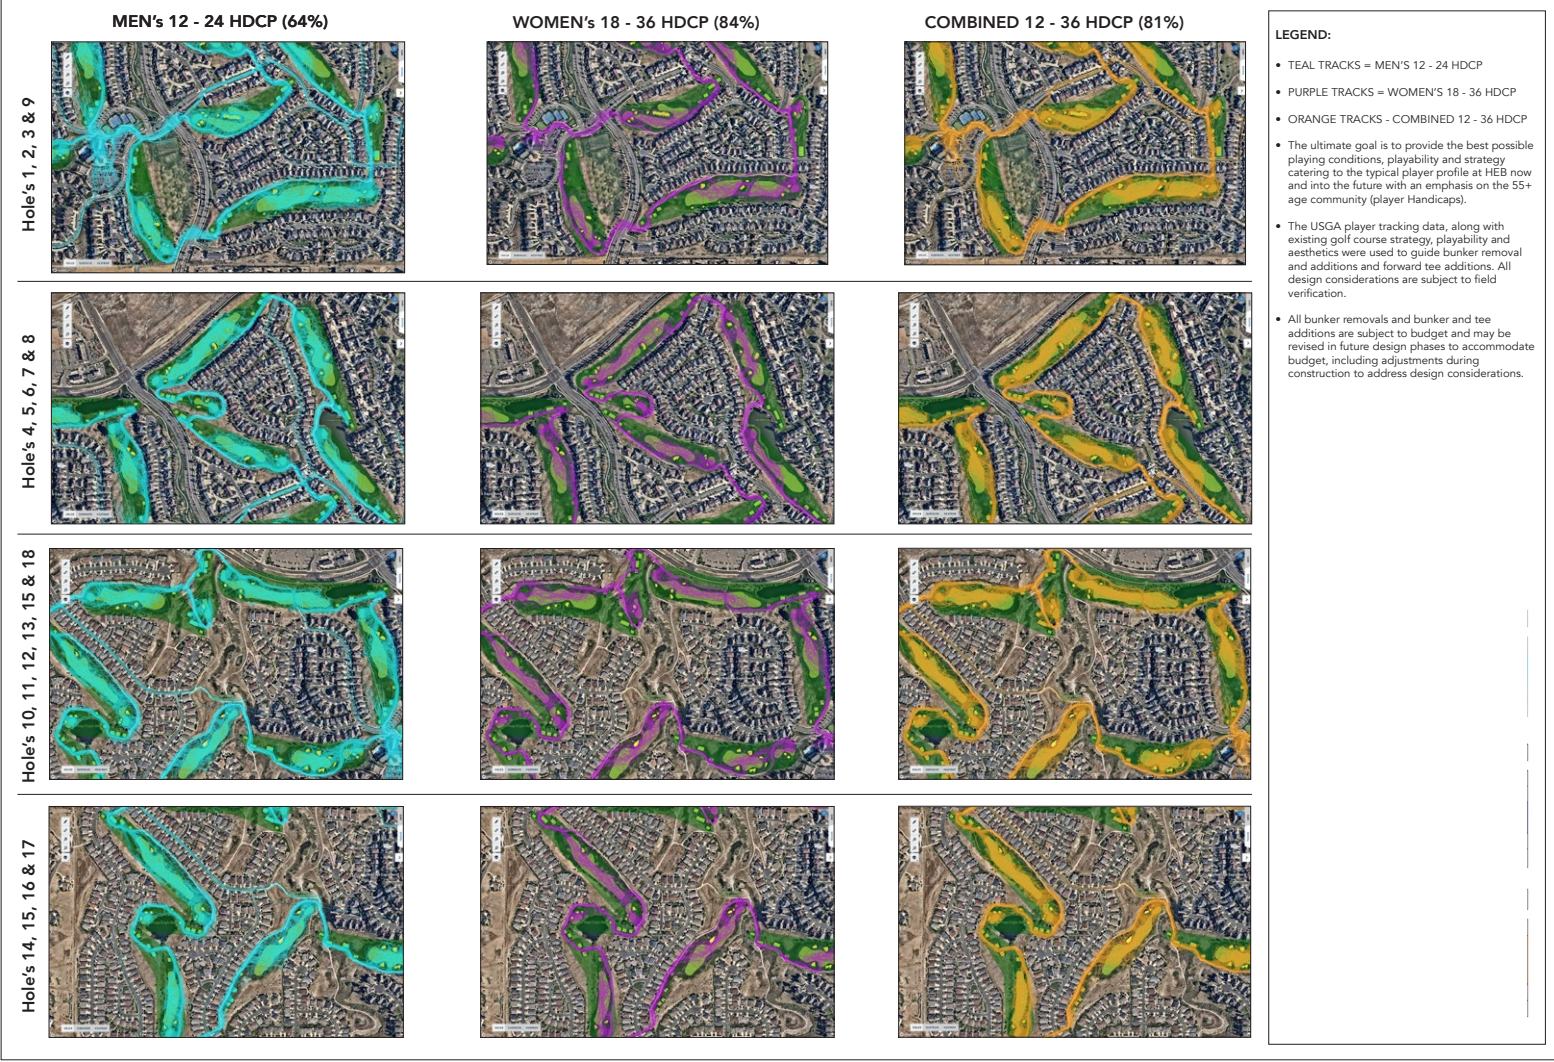 MEN's 12 - 24 HDCP (64%)
WOMEN's 18 - 36 HDCP (84%)
COMBINED 12 - 36 HDCP (81%)
Hole's 1, 2, 3 & 9
Hole's 4, 5, 6, 7 & 8
Hole's 10, 11, 12, 13, 15 & 18
Hole's 14, 15, 16 & 17
LEGEND:
• TEAL TRACKS = MEN'S 12 - 24 HDCP
• PURPLE TRACKS = WOMEN'S 18 - 36 HDCP
• ORANGE TRACKS - COMBINED 12 - 36 HDCP
• The ultimate goal is to provide the best possible
playing conditions, playability and strategy
catering to the typical player profile at HEB now
and into the future with an emphasis on the 55+
age community (player Handicaps).
• The USGA player tracking data, along with
existing golf course strategy, playability and
aesthetics were used to guide bunker removal
and additions and forward tee additions. All
design considerations are subject to field
verification.
• All bunker removals and bunker and tee
additions are subject to budget and may be
revised in future design phases to accommodate
budget, including adjustments during
construction to address design considerations.